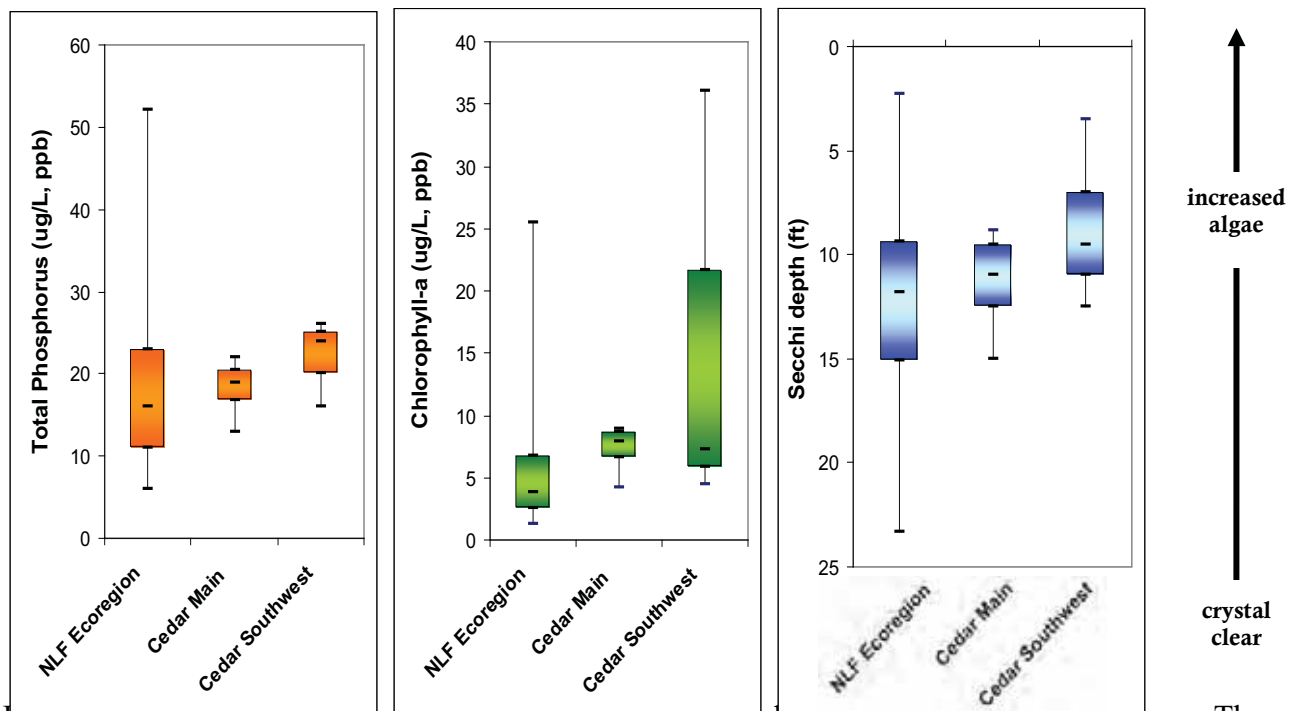 Total Phosphorus (ug/L, ppb)
60
50
40
30
20
10
0
NLF Ecoregion
Cedar Main
Cedar Southwest
Chlorophyll-a (ug/L, ppb)
40
35
30
25
20
15
10
5
0
NLF Ecoregion
Cedar Main
Cedar Southwest
Secchi depth (ft)
0
5
10
15
20
25
NLF Ecoregion
Cedar Main
Cedar Southwest
increased
algae
crystal
clear